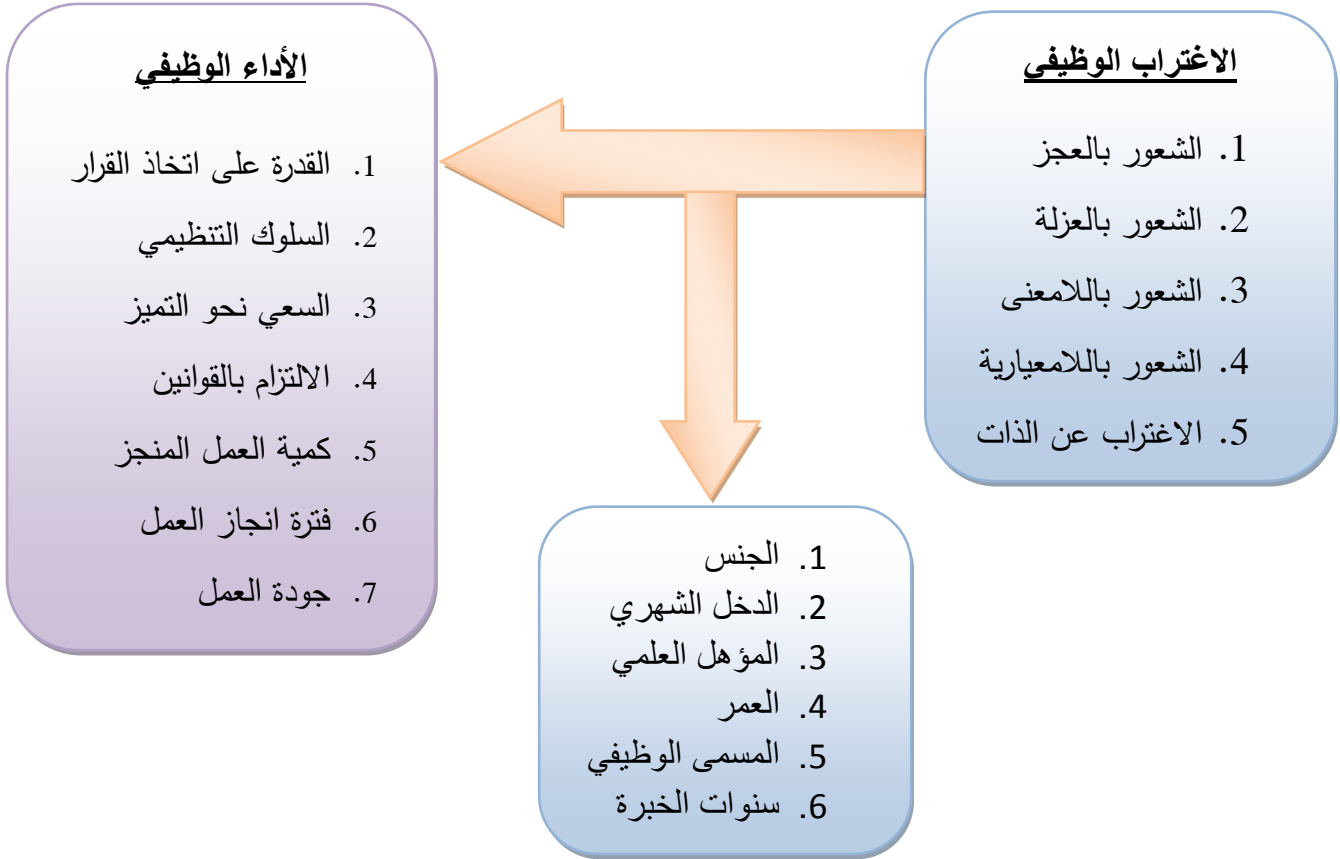 الاغتراب الوظيفي
1. الشعور بالعجز
2. الشعور بالعزلة
3. الشعور باللامعنى
4. الشعور باللامعيارية
5. الاغتراب عن الذات
الأداء الوظيفي
1. القدرة على اتخاذ القرار
2. السلوك التنظيمي
3. السعي نحو التميز
4. الالتزام بالقوانين
5. كمية العمل المنجز
6. فترة انجاز العمل
7. جودة العمل
1. الجنس
2. الدخل الشهري
3. المؤهل العلمي
4. العمر
5. المسمى الوظيفي
6. سنوات الخبرة